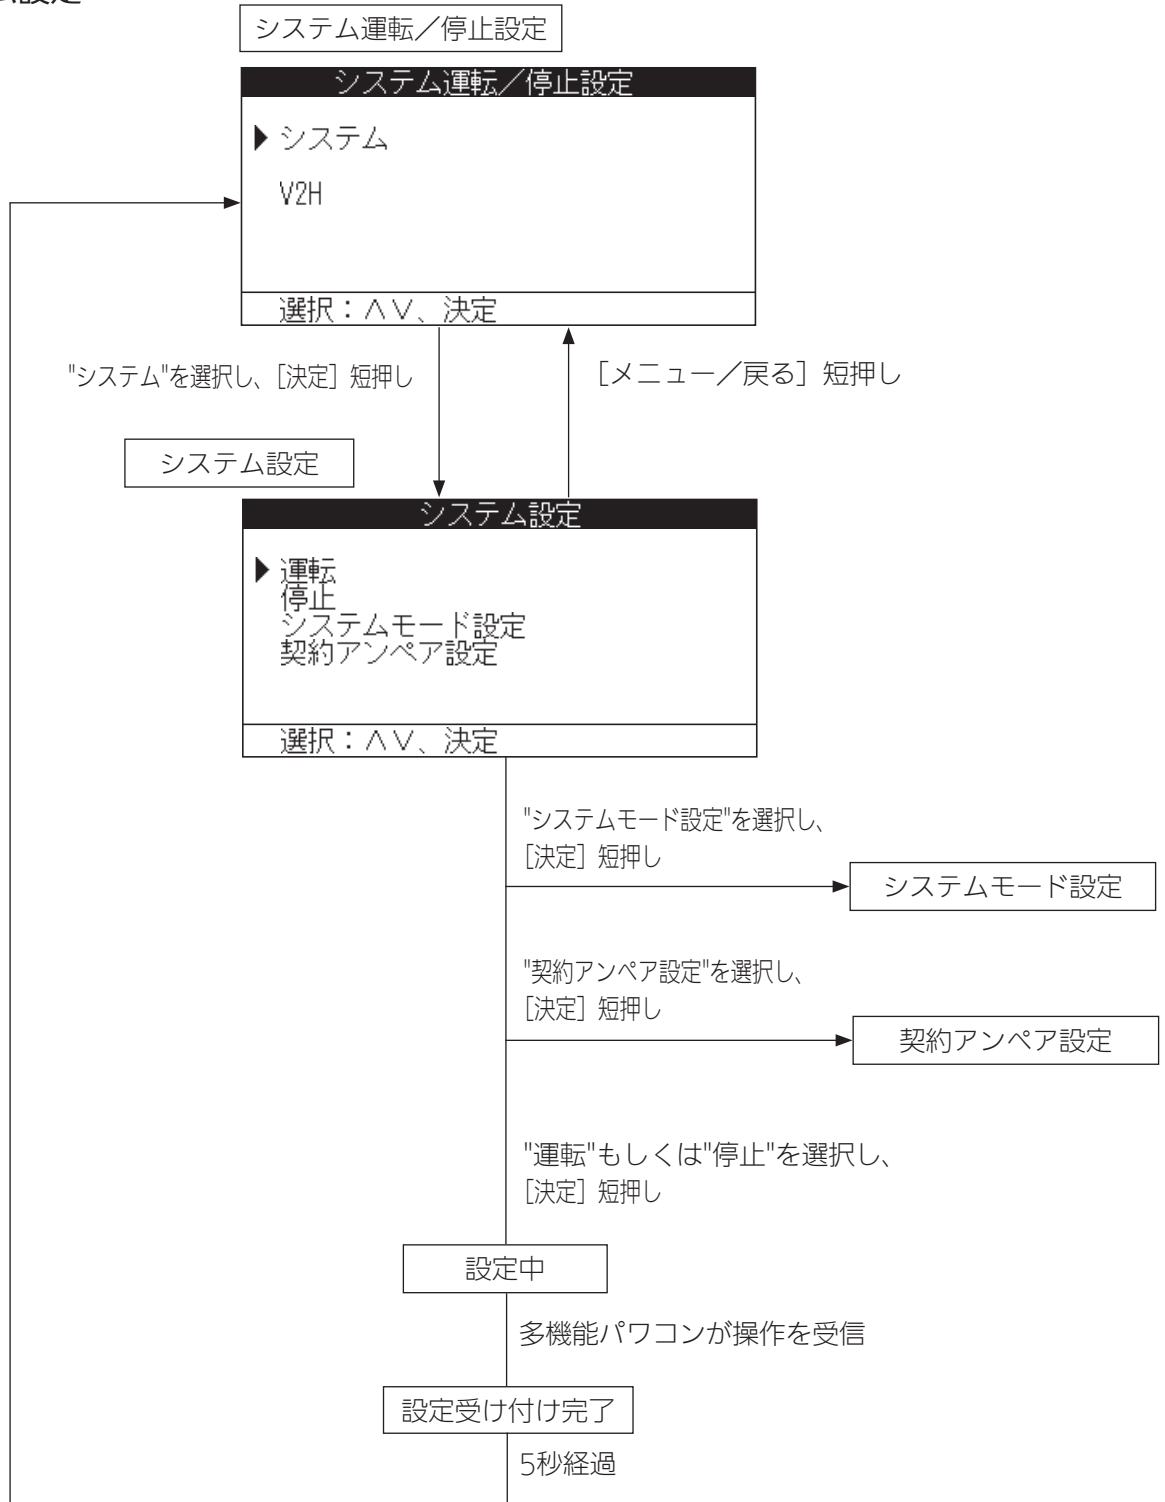 システム運転／停止設定
システム運転／停止設定
▶ システム
V2H
選択：∧∨、決定
"システム"を選択し、［決定］短押し
［メニュー／戻る］短押し
システム設定
システム設定
▶ 運転
停止
システムモード設定
契約アンペア設定
選択：∧∨、決定
"システムモード設定"を選択し、
［決定］短押し
システムモード設定
"契約アンペア設定"を選択し、
［決定］短押し
契約アンペア設定
"運転"もしくは"停止"を選択し、
［決定］短押し
設定中
多機能パワコンが操作を受信
設定受け付け完了
5秒経過